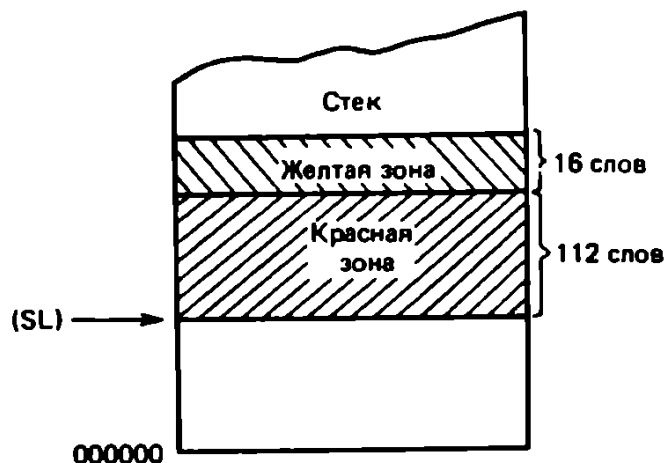 Стек
Желтая зона
16 слов
Красная
зона
112 слов
(SL)
000000